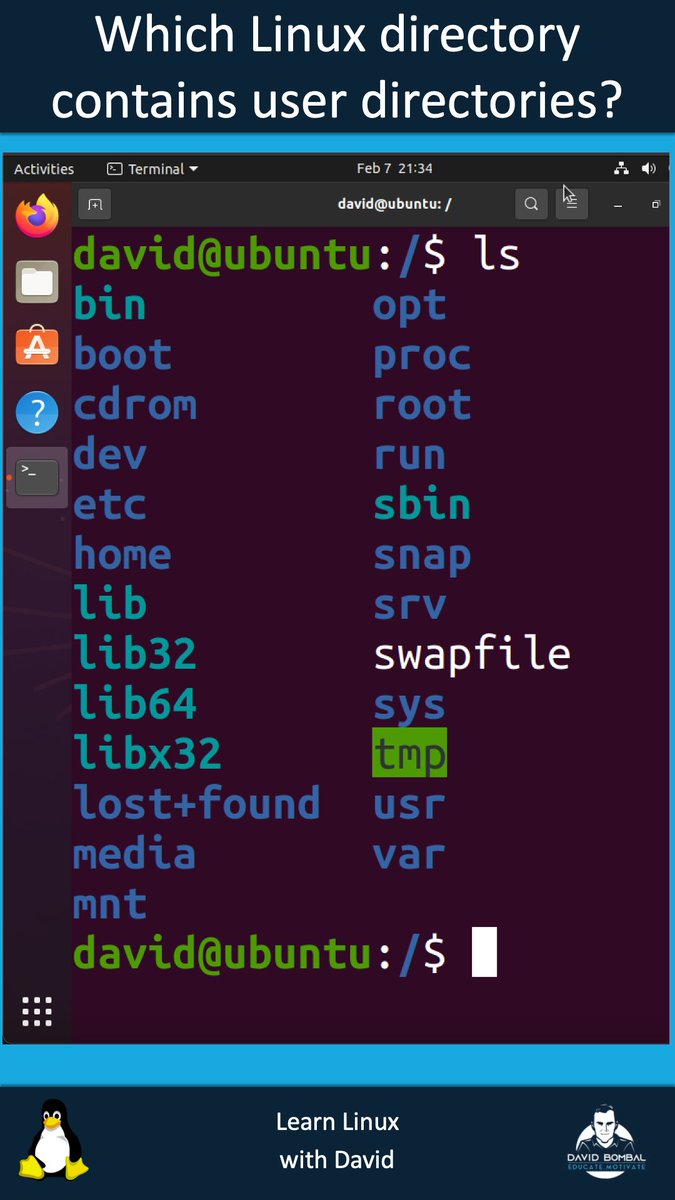 Which Linux directory
contains user directories?
Activities Terminal Feb 7 21:34
david@ubuntu: /
david@ubuntu:/$ ls
bin opt
boot proc
cdrom root
dev run
etc sbin
home snap
lib srv
lib32 swapfile
lib64 sys
libx32 tmp
lost+found usr
media var
mnt
david@ubuntu:/$
Learn Linux
with David
DAVID BOMBAL
EDUCATE MOTIVATE